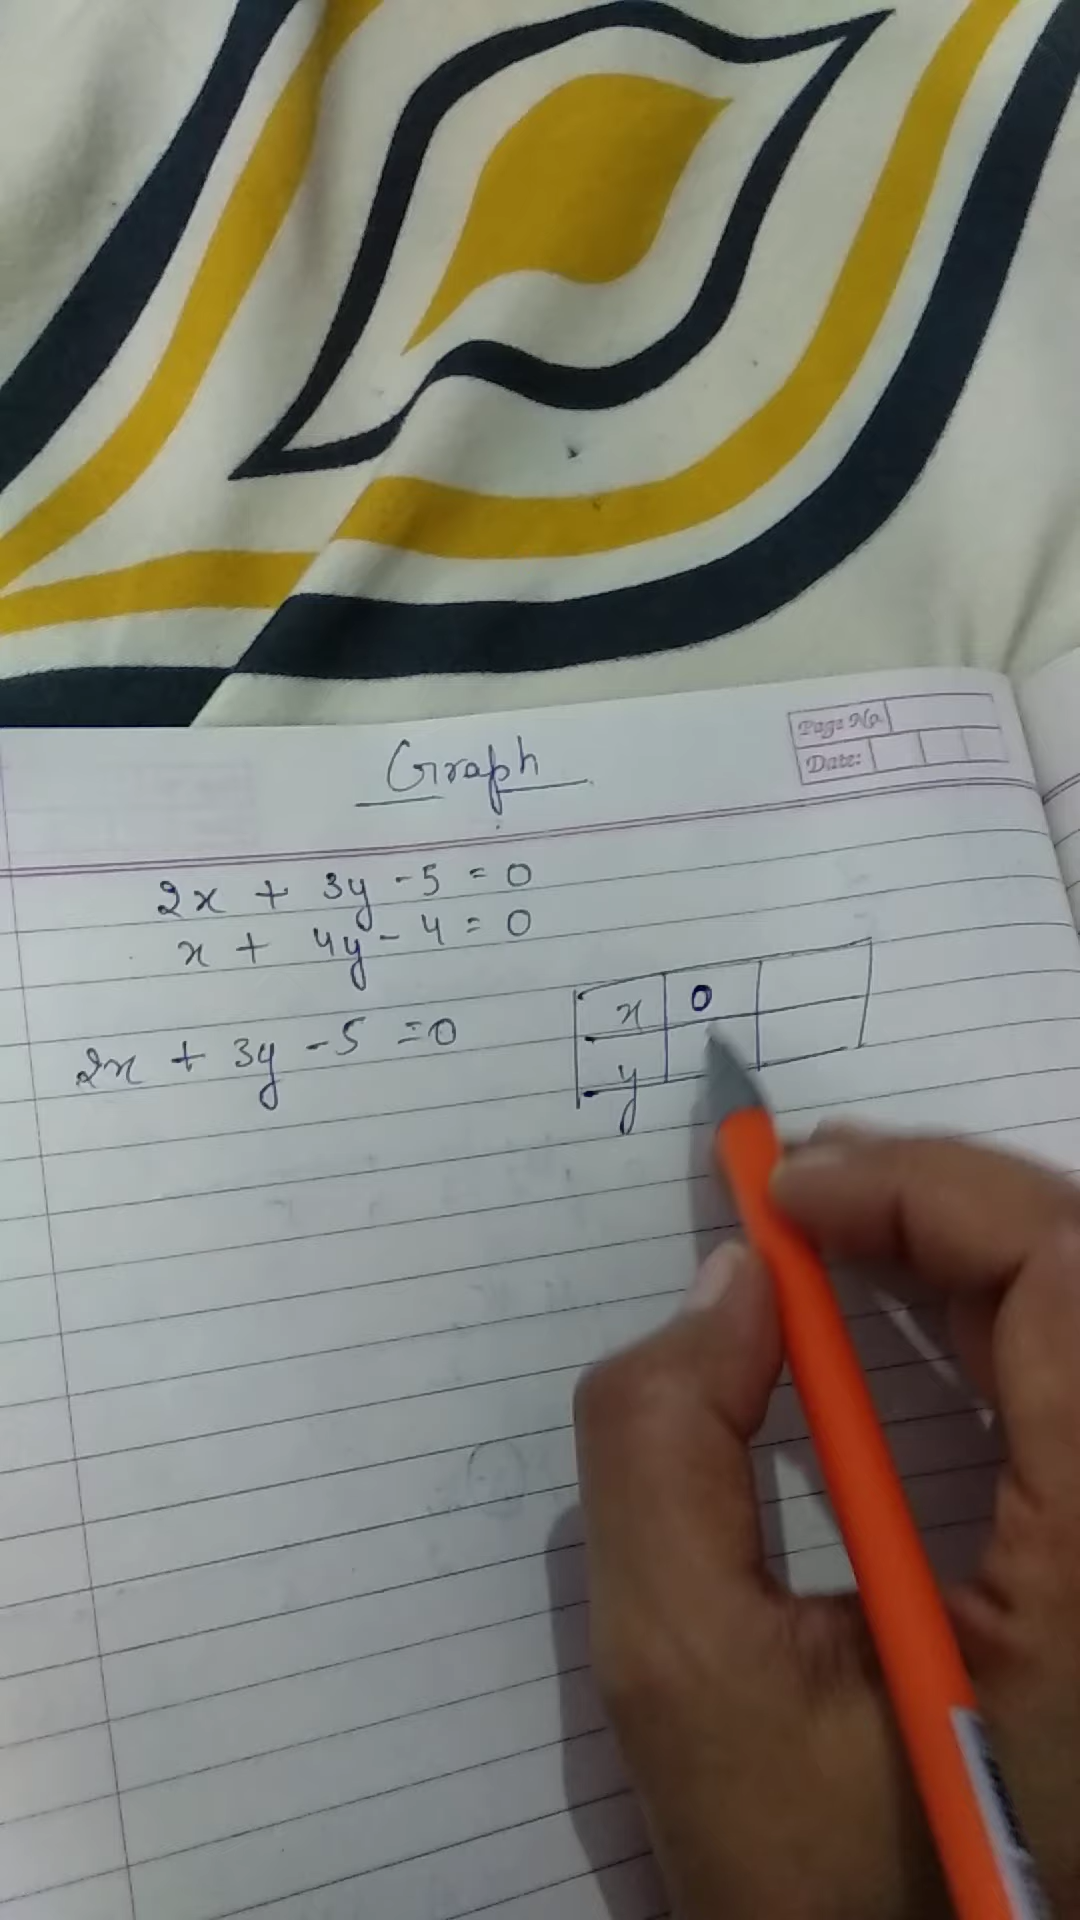 Page No.
Date:
Graph
2x + 3y - 5 = 0
x + 4y - 4 = 0
2x + 3y - 5 = 0
x 0
y